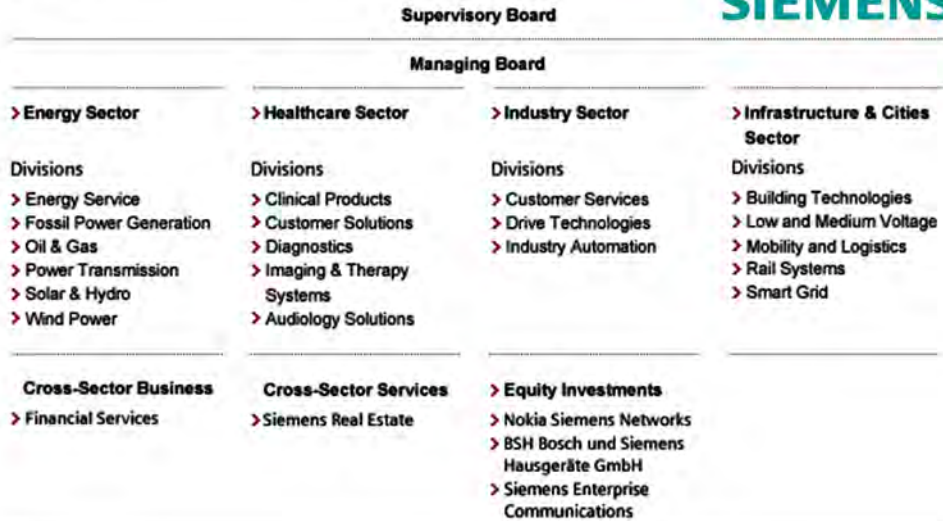 SIEMENS
Supervisory Board
Managing Board
> Energy Sector
Divisions
> Energy Service
> Fossil Power Generation
> Oil & Gas
> Power Transmission
> Solar & Hydro
> Wind Power
> Healthcare Sector
Divisions
> Clinical Products
> Customer Solutions
> Diagnostics
> Imaging & Therapy
Systems
> Audiology Solutions
> Industry Sector
Divisions
> Customer Services
> Drive Technologies
> Industry Automation
> Infrastructure & Cities
Sector
Divisions
> Building Technologies
> Low and Medium Voltage
> Mobility and Logistics
> Rail Systems
> Smart Grid
Cross-Sector Business
> Financial Services
Cross-Sector Services
> Siemens Real Estate
> Equity Investments
> Nokia Siemens Networks
> BSH Bosch und Siemens
Hausgeräte GmbH
> Siemens Enterprise
Communications